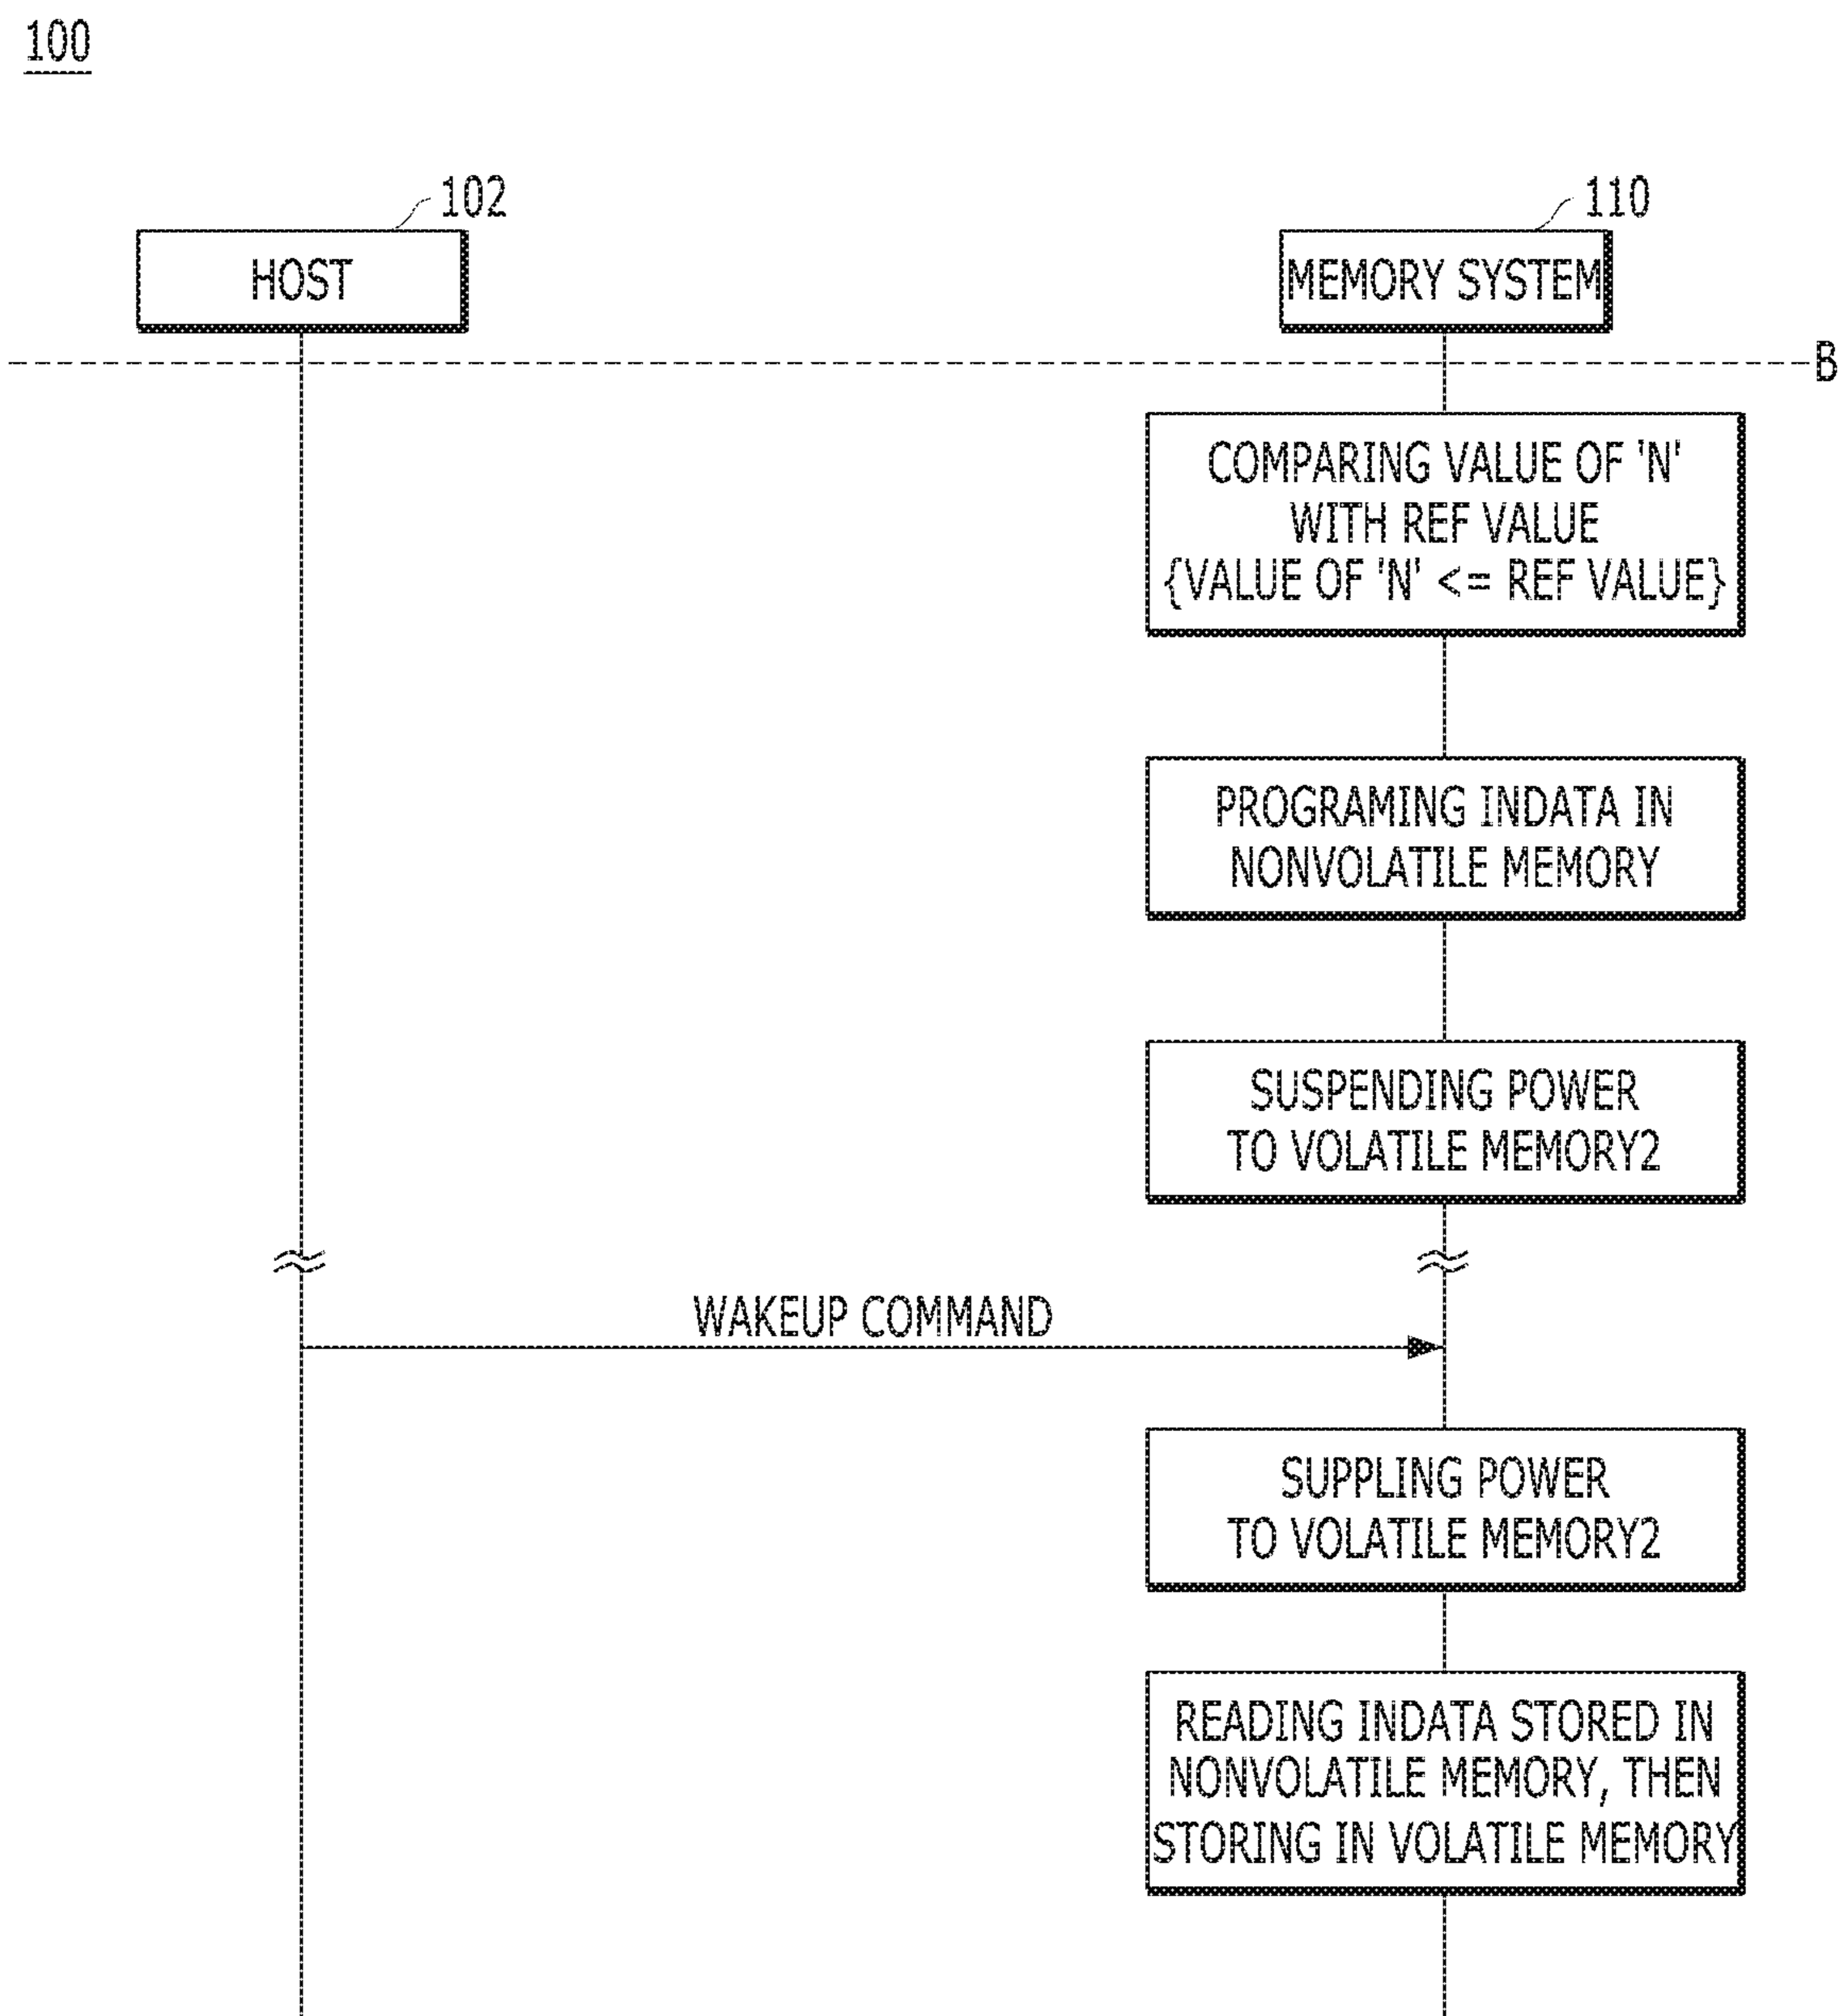 100
102
110
HOST
MEMORY SYSTEM
B
COMPARING VALUE OF 'N'
WITH REF VALUE
{VALUE OF 'N' <= REF VALUE}
PROGRAMING INDATA IN
NONVOLATILE MEMORY
SUSPENDING POWER
TO VOLATILE MEMORY2
WAKEUP COMMAND
SUPPLING POWER
TO VOLATILE MEMORY2
READING INDATA STORED IN
NONVOLATILE MEMORY, THEN
STORING IN VOLATILE MEMORY